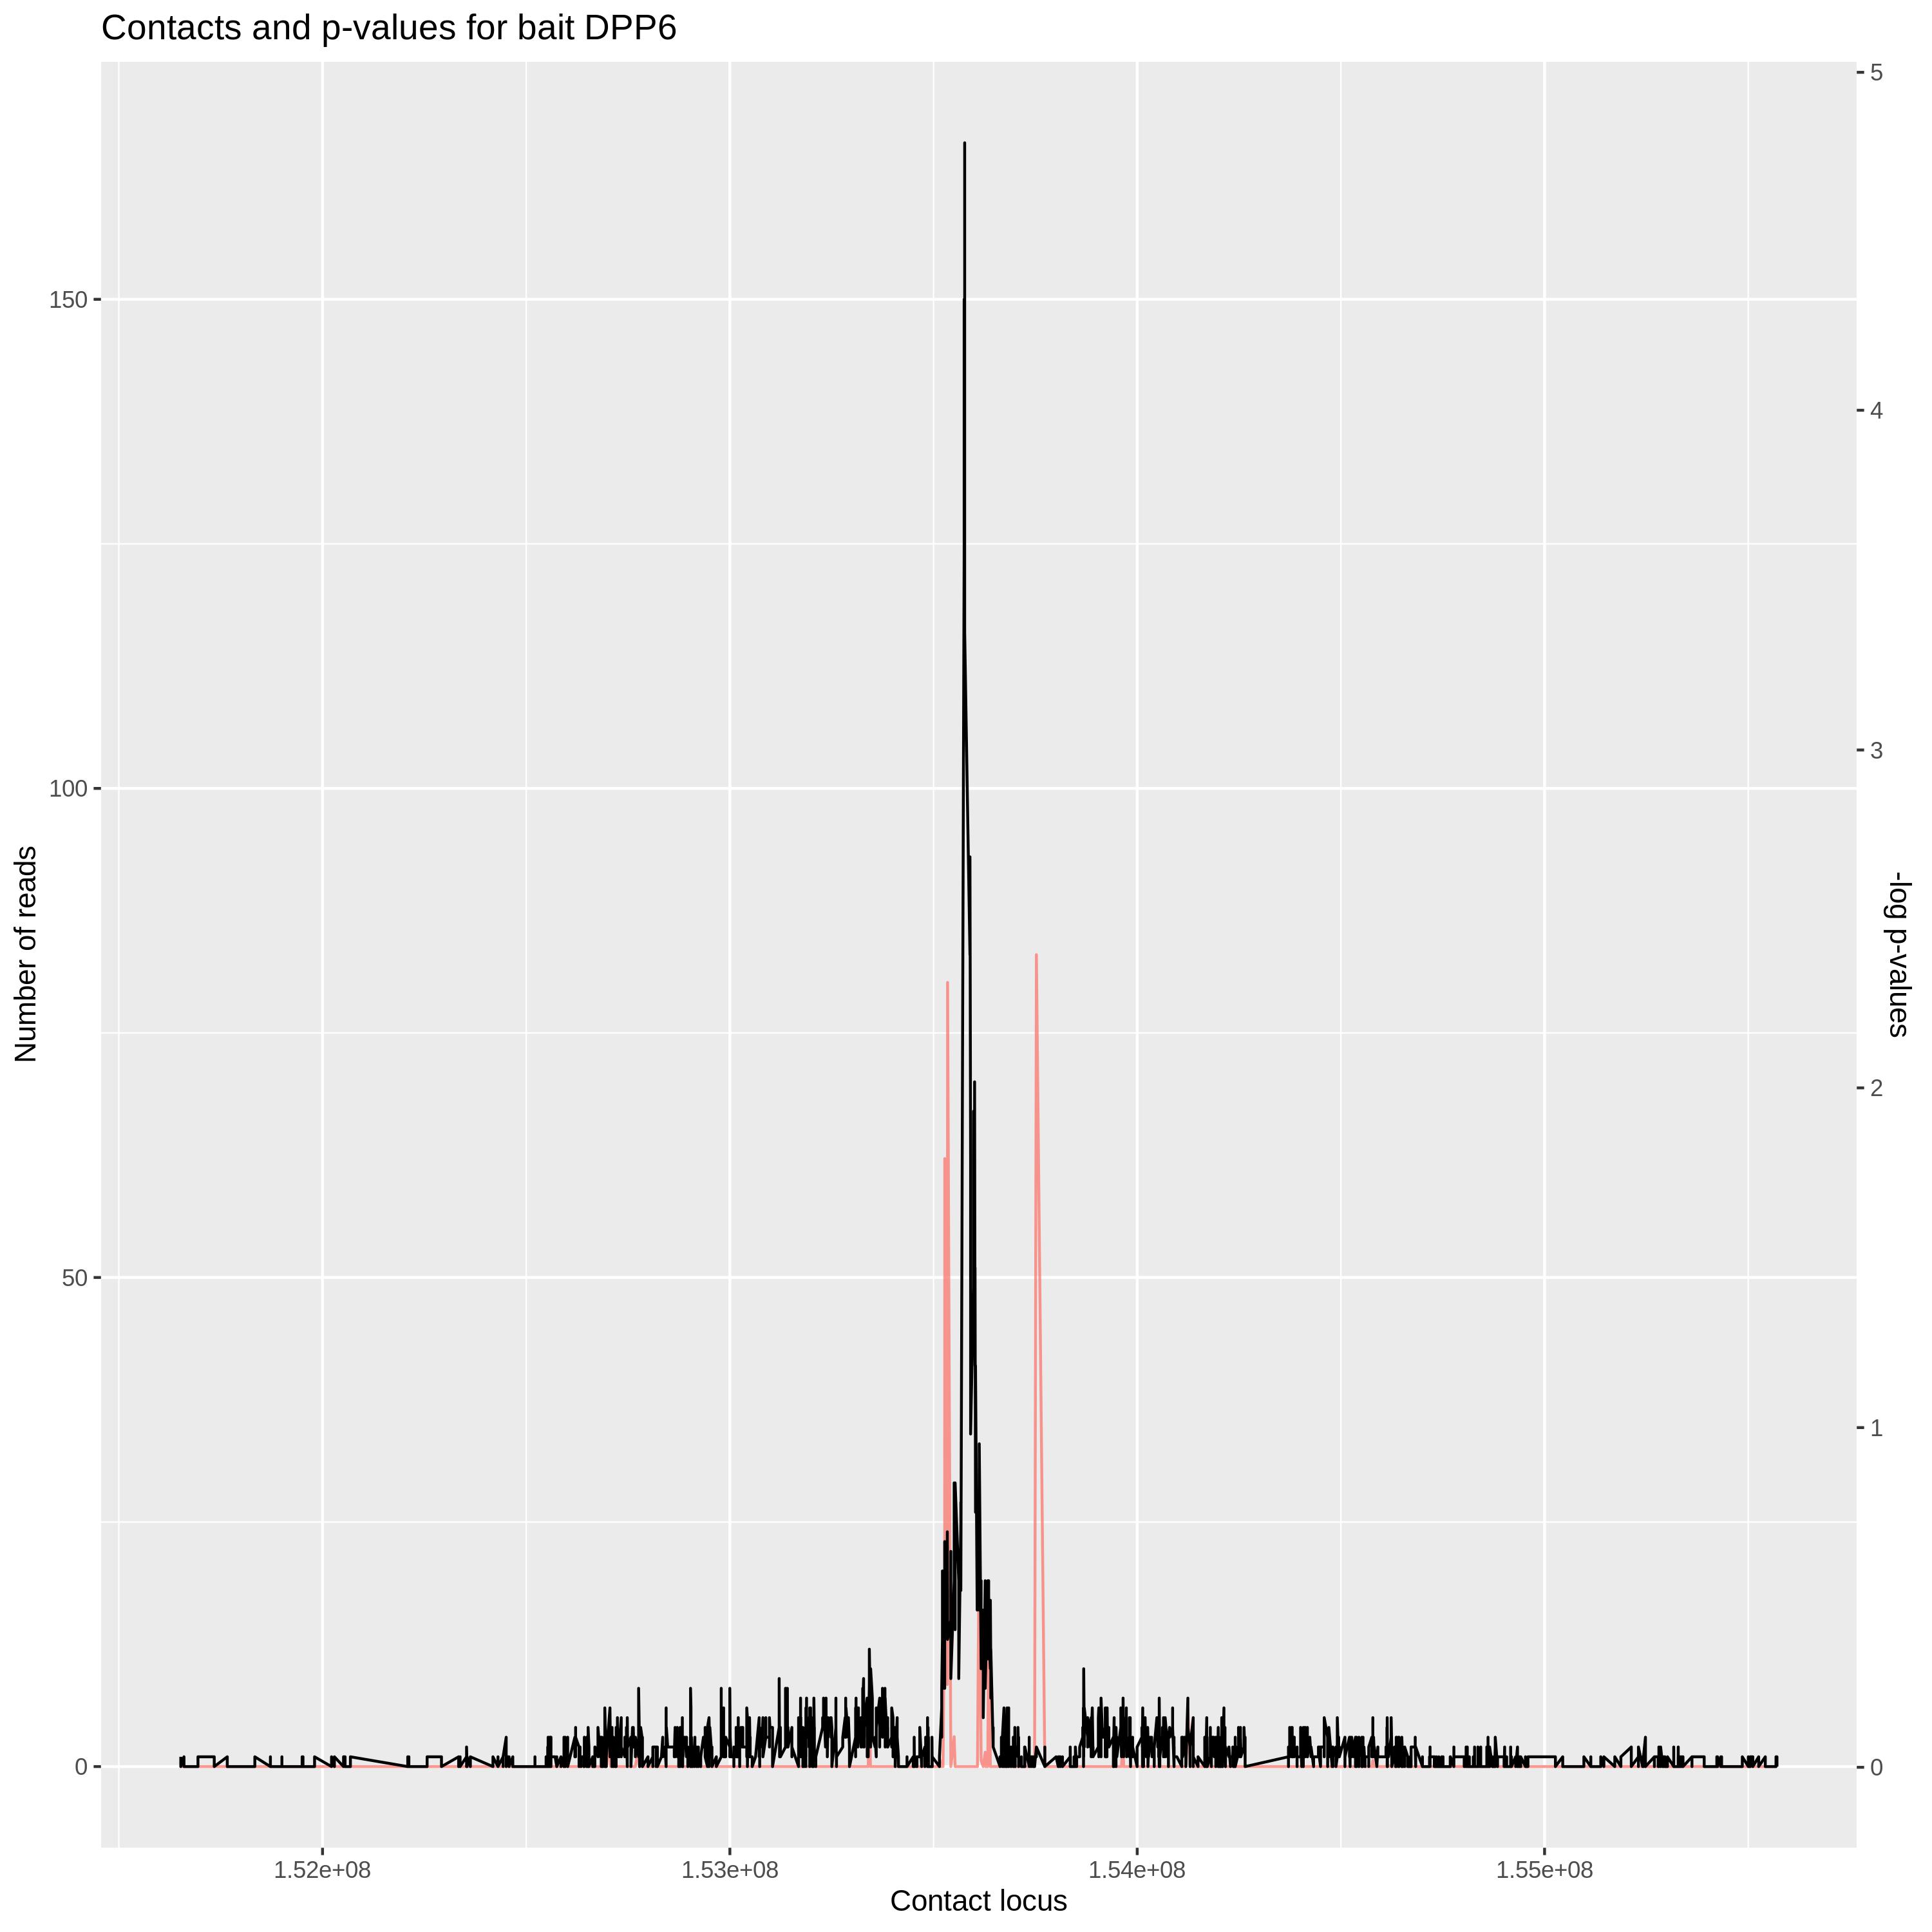 Contacts and p-values for bait DPP6
Number of reads
150
100
50
0
5
4
3
2
1
0
-log p-values
1.52e+08 1.53e+08 1.54e+08 1.55e+08
Contact locus